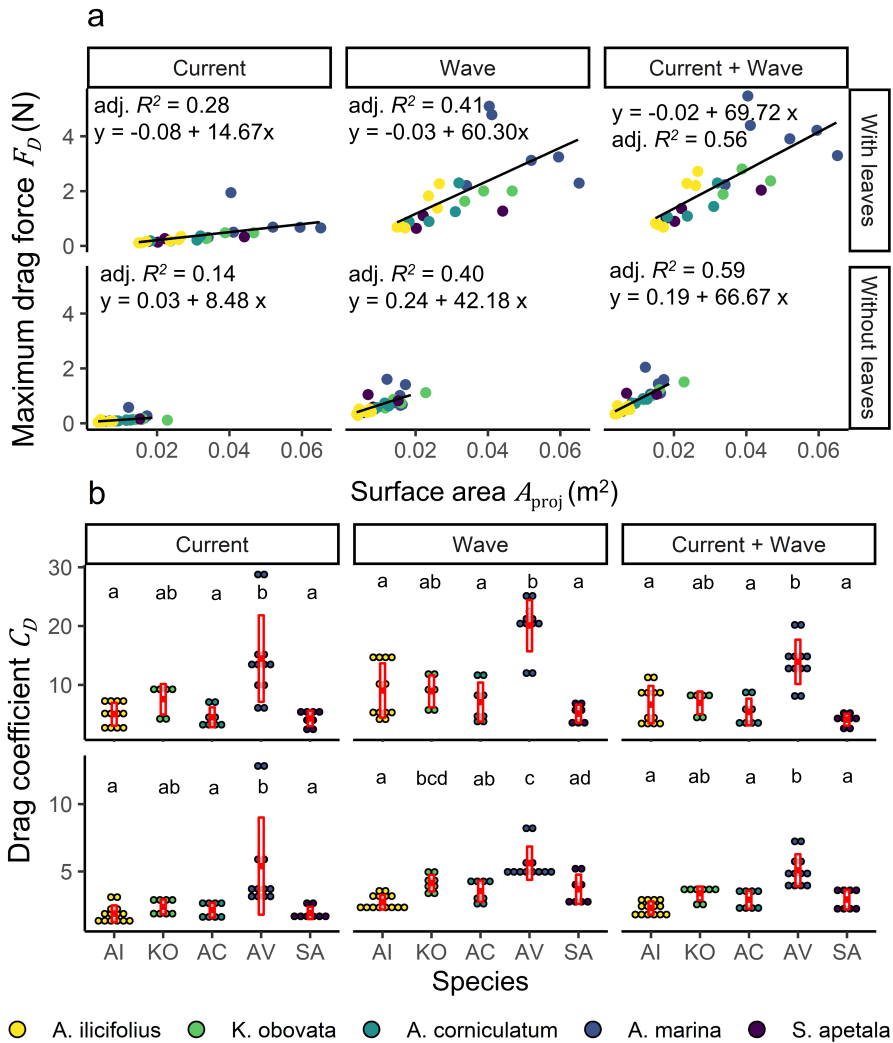 a
Current Wave Current + Wave
adj. R² = 0.28
y = -0.08 + 14.67x
adj. R² = 0.41
y = -0.03 + 60.30x
y = -0.02 + 69.72 x
adj. R² = 0.56
With leaves
4
2
0
adj. R² = 0.14
y = 0.03 + 8.48 x
adj. R² = 0.40
y = 0.24 + 42.18 x
adj. R² = 0.59
y = 0.19 + 66.67 x
Without leaves
4
2
0
Maximum drag force F_D (N)
0.02 0.04 0.06 0.02 0.04 0.06 0.02 0.04 0.06
Surface area A_proj (m²)
b
Current Wave Current + Wave
30
20
10
a ab a b a a ab a b a a ab a b a
10
5
a ab a b a a bcd ab c ad a ab a b a
Drag coefficient C_D
AI KO AC AV SA AI KO AC AV SA AI KO AC AV SA
Species
A. ilicifolius K. obovata A. corniculatum A. marina S. apetala